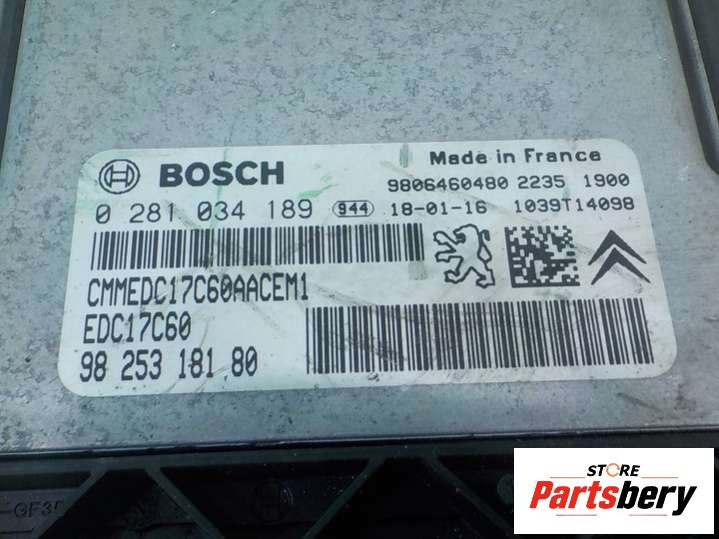 BOSCH
Made in France
9806460480 2235 1900
0 281 034 189 944 18-01-16 1039T14098
CMMEDC17C60AACEM1
EDC17C60
98 253 181 80
STORE
Partsbery